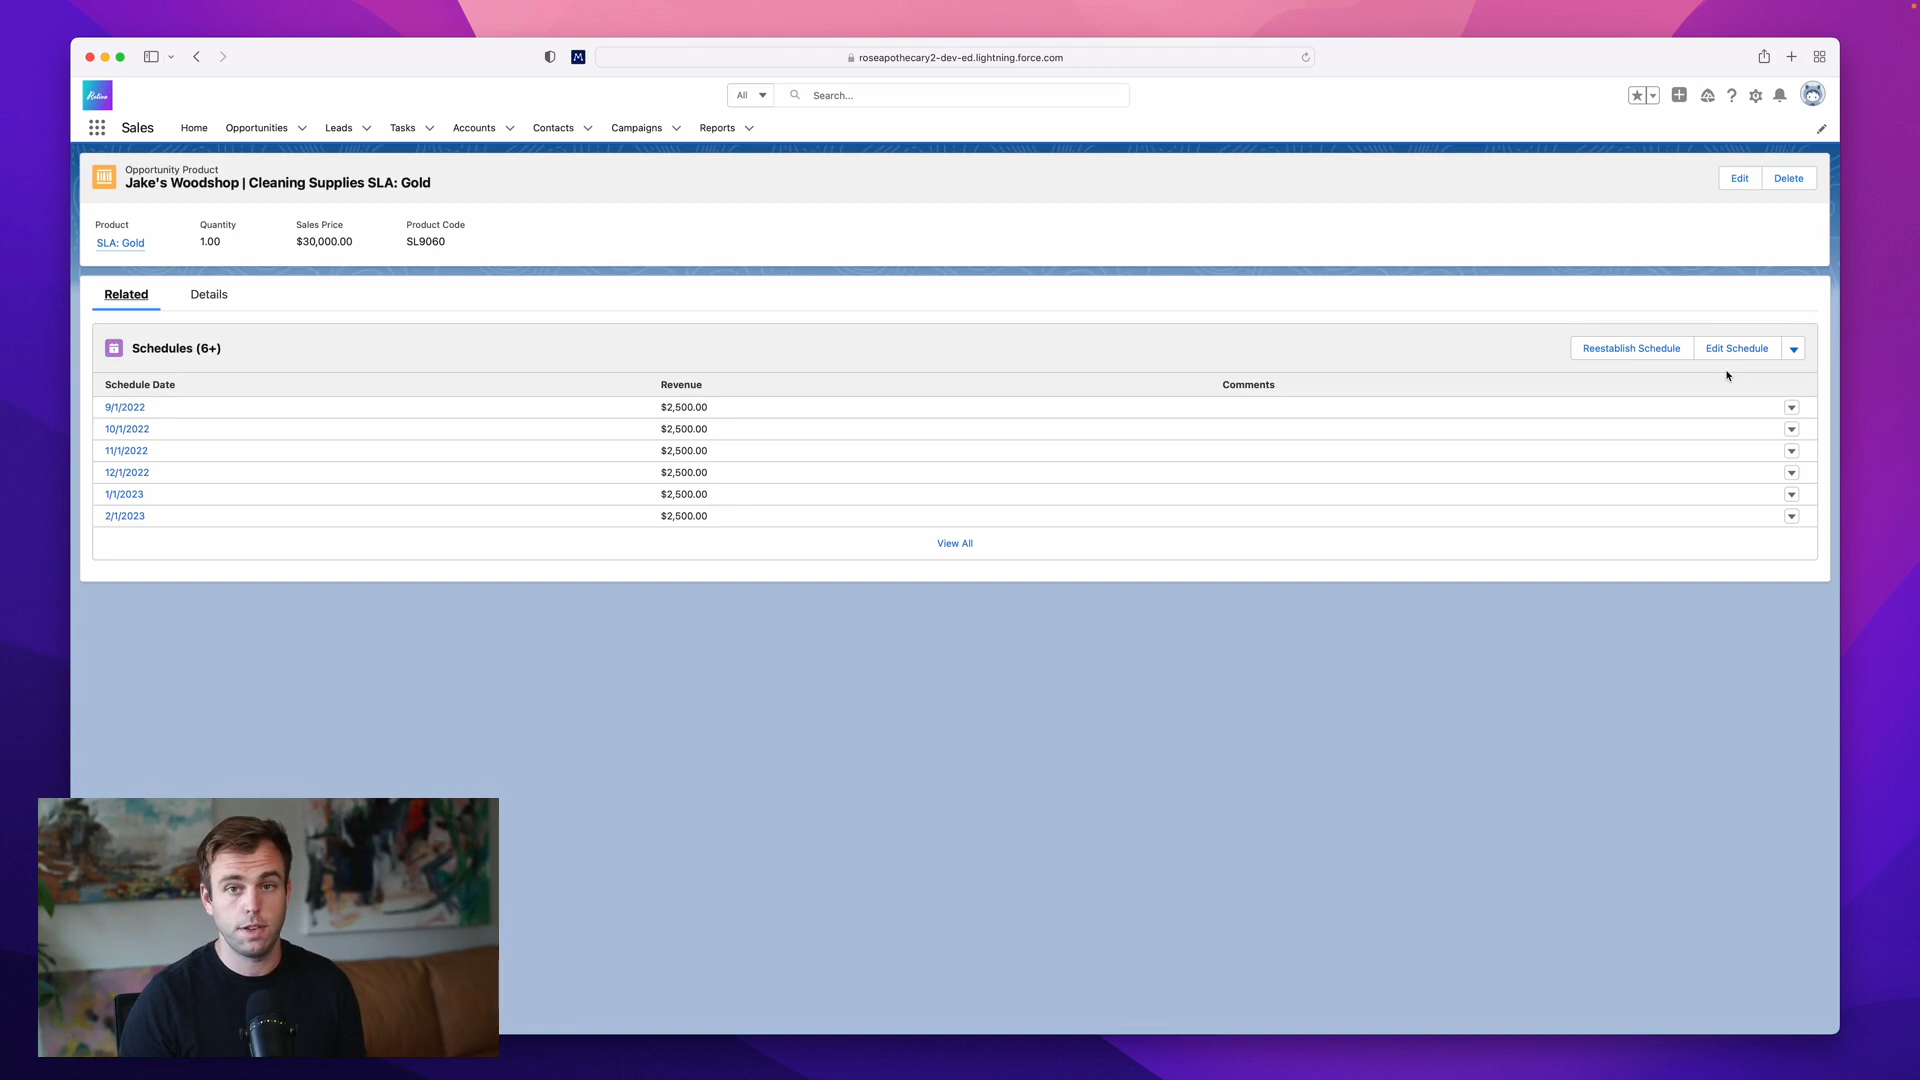 roseapothecary2-dev-ed.lightning.force.com
Relive
All
Search...
Sales
Home
Opportunities
Leads
Tasks
Accounts
Contacts
Campaigns
Reports
Opportunity Product
Jake's Woodshop | Cleaning Supplies SLA: Gold
Edit
Delete
Product
Quantity
Sales Price
Product Code
SLA: Gold
1.00
$30,000.00
SL9060
Related
Details
Schedules (6+)
Reestablish Schedule
Edit Schedule
Schedule Date
Revenue
Comments
9/1/2022
$2,500.00
10/1/2022
$2,500.00
11/1/2022
$2,500.00
12/1/2022
$2,500.00
1/1/2023
$2,500.00
2/1/2023
$2,500.00
View All